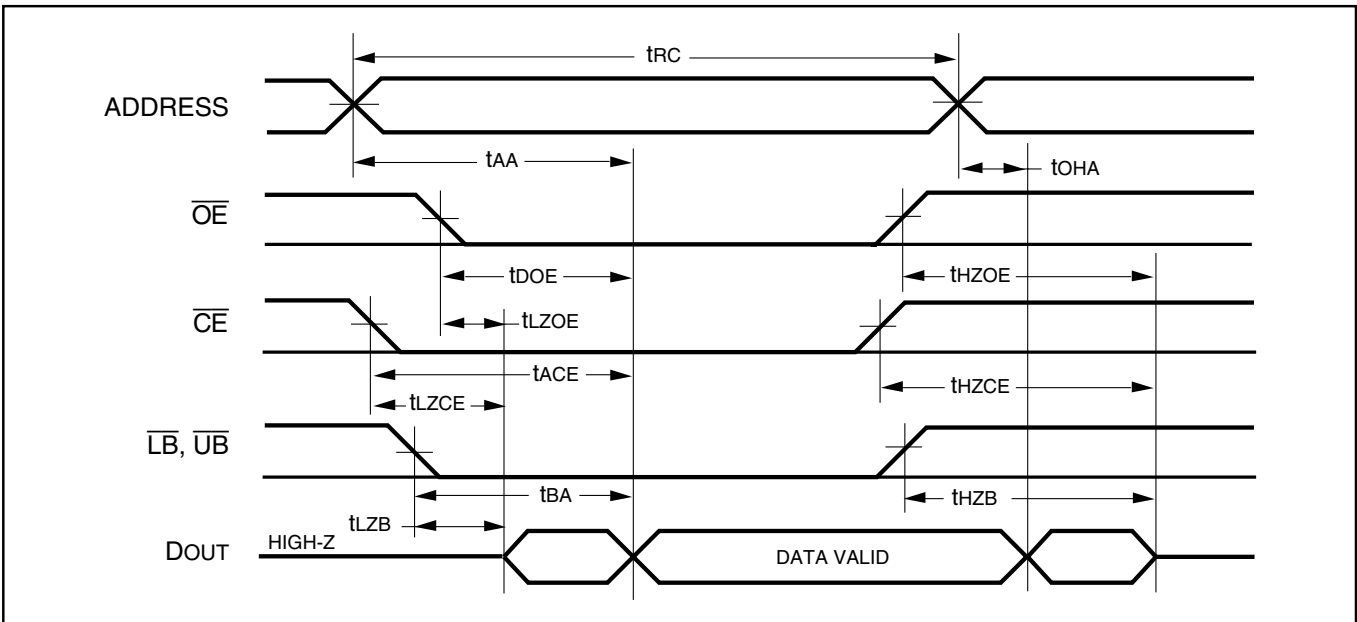 tRC
ADDRESS
tAA
tOHA
OE
tDOE
tHZOE
CE
tLZOE
tACE
tHZCE
tLZCE
LB, UB
tBA
tHZB
tLZB
DOUT
HIGH-Z
DATA VALID